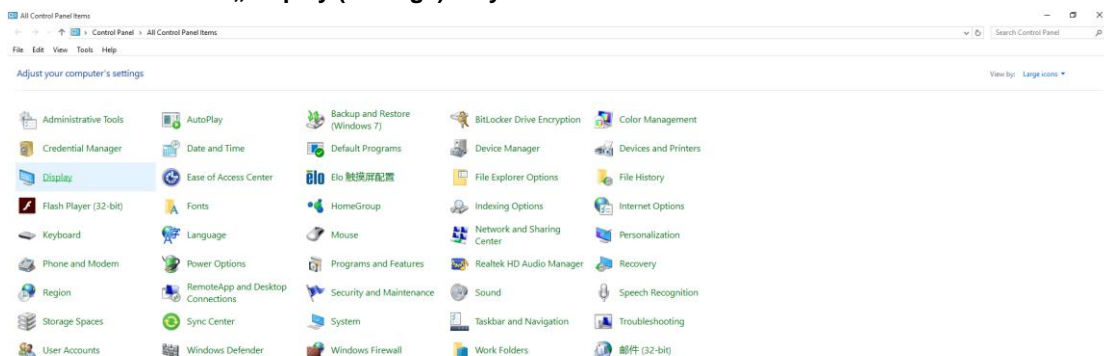 All Control Panel Items
Control Panel > All Control Panel Items
Search Control Panel
File Edit View Tools Help
Adjust your computer's settings
View by: Large icons
Administrative Tools
AutoPlay
Backup and Restore
(Windows 7)
BitLocker Drive Encryption
Color Management
Credential Manager
Date and Time
Default Programs
Device Manager
Devices and Printers
Display
Ease of Access Center
elo
Elo 触摸屏配置
File Explorer Options
File History
Flash Player (32-bit)
Fonts
HomeGroup
Indexing Options
Internet Options
Keyboard
Language
Mouse
Network and Sharing
Center
Personalization
Phone and Modem
Power Options
Programs and Features
Realtek HD Audio Manager
Recovery
Region
RemoteApp and Desktop
Connections
Security and Maintenance
Sound
Speech Recognition
Storage Spaces
Sync Center
System
Taskbar and Navigation
Troubleshooting
User Accounts
Windows Defender
Windows Firewall
Work Folders
邮件 (32-bit)